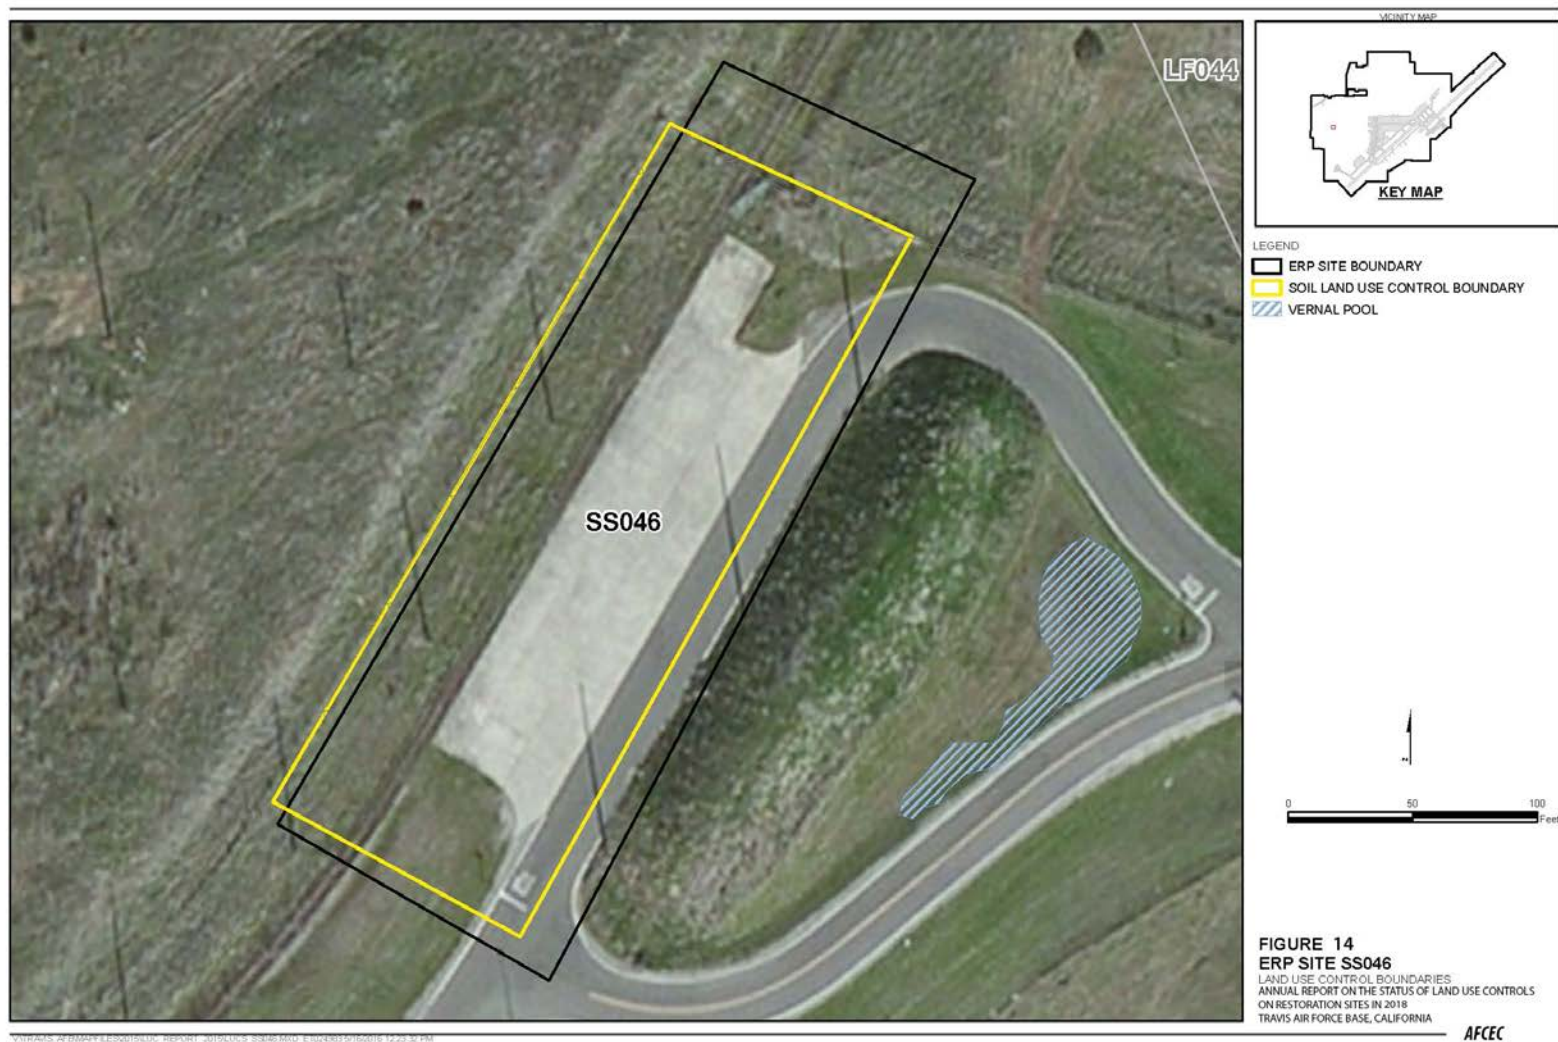 VICINITY MAP
LF044
KEY MAP
LEGEND
ERP SITE BOUNDARY
SOIL LAND USE CONTROL BOUNDARY
VERNAL POOL
SS046
0 50 100
Feet
FIGURE 14
ERP SITE SS046
LAND USE CONTROL BOUNDARIES
ANNUAL REPORT ON THE STATUS OF LAND USE CONTROLS
ON RESTORATION SITES IN 2018
TRAVIS AIR FORCE BASE, CALIFORNIA
AFCEC